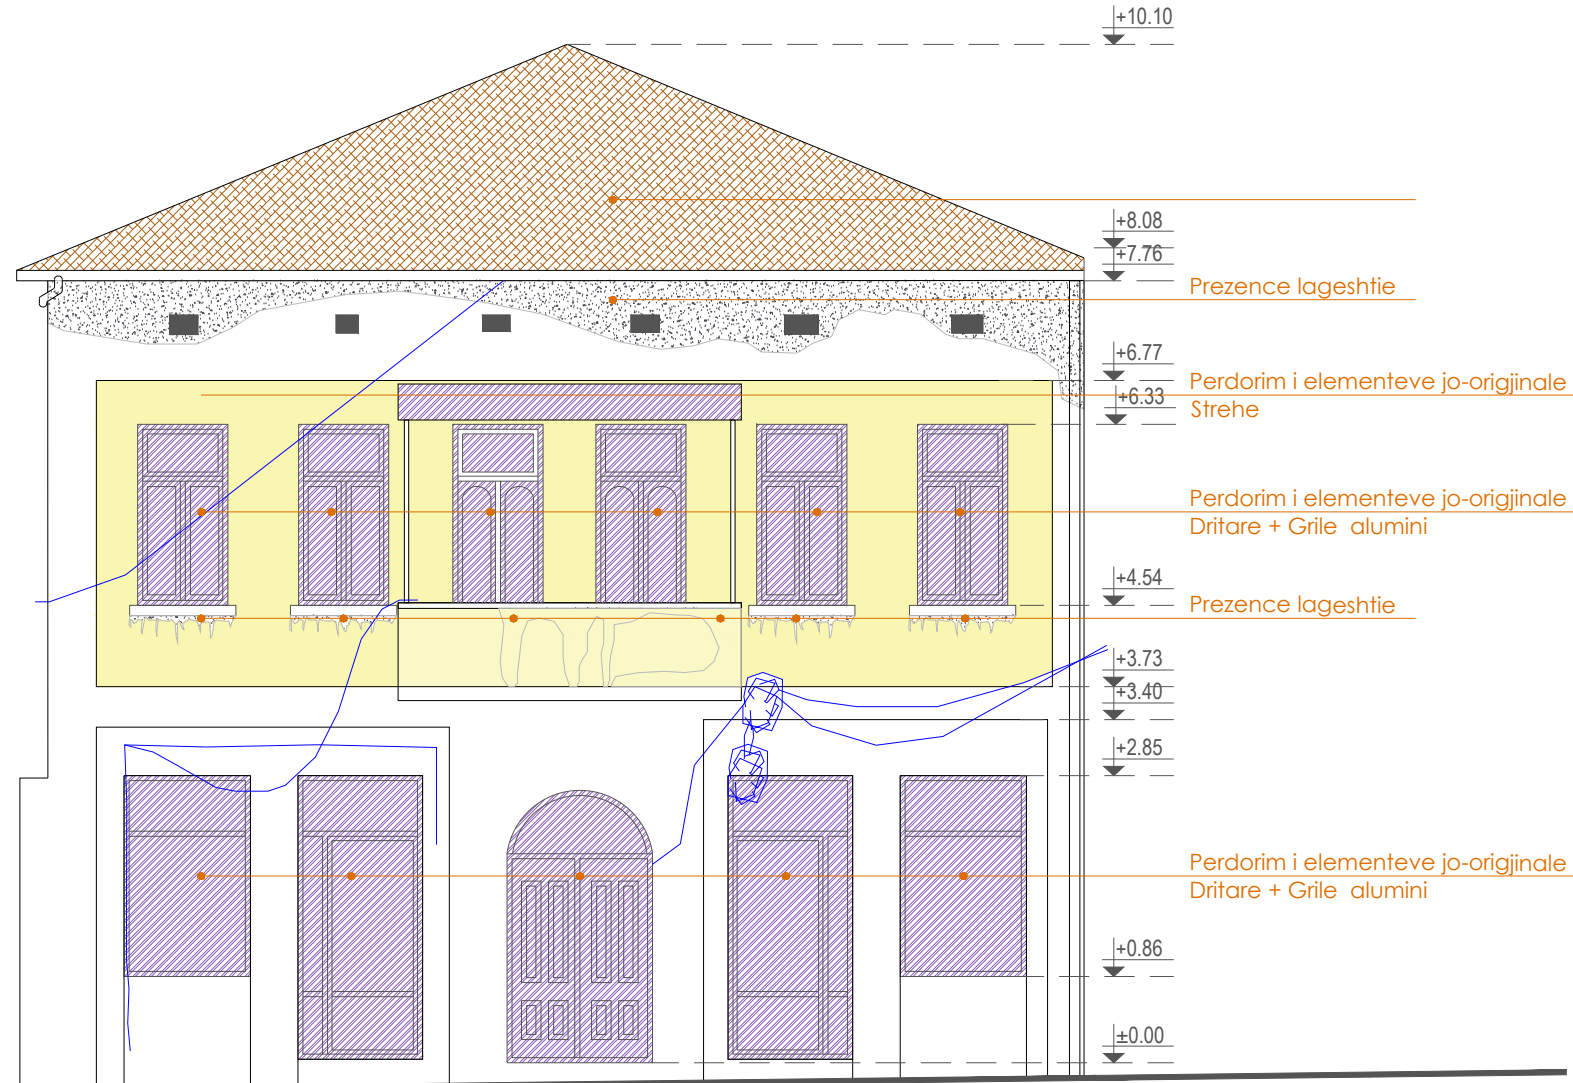 +10.10
+8.08
+7.76
Prezence lageshtie
+6.77
Perdorim i elementeve jo-origjinale
+6.33
Strehe
Perdorim i elementeve jo-origjinale
Dritare + Grile alumini
+4.54
Prezence lageshtie
+3.73
+3.40
+2.85
Perdorim i elementeve jo-origjinale
Dritare + Grile alumini
+0.86
±0.00